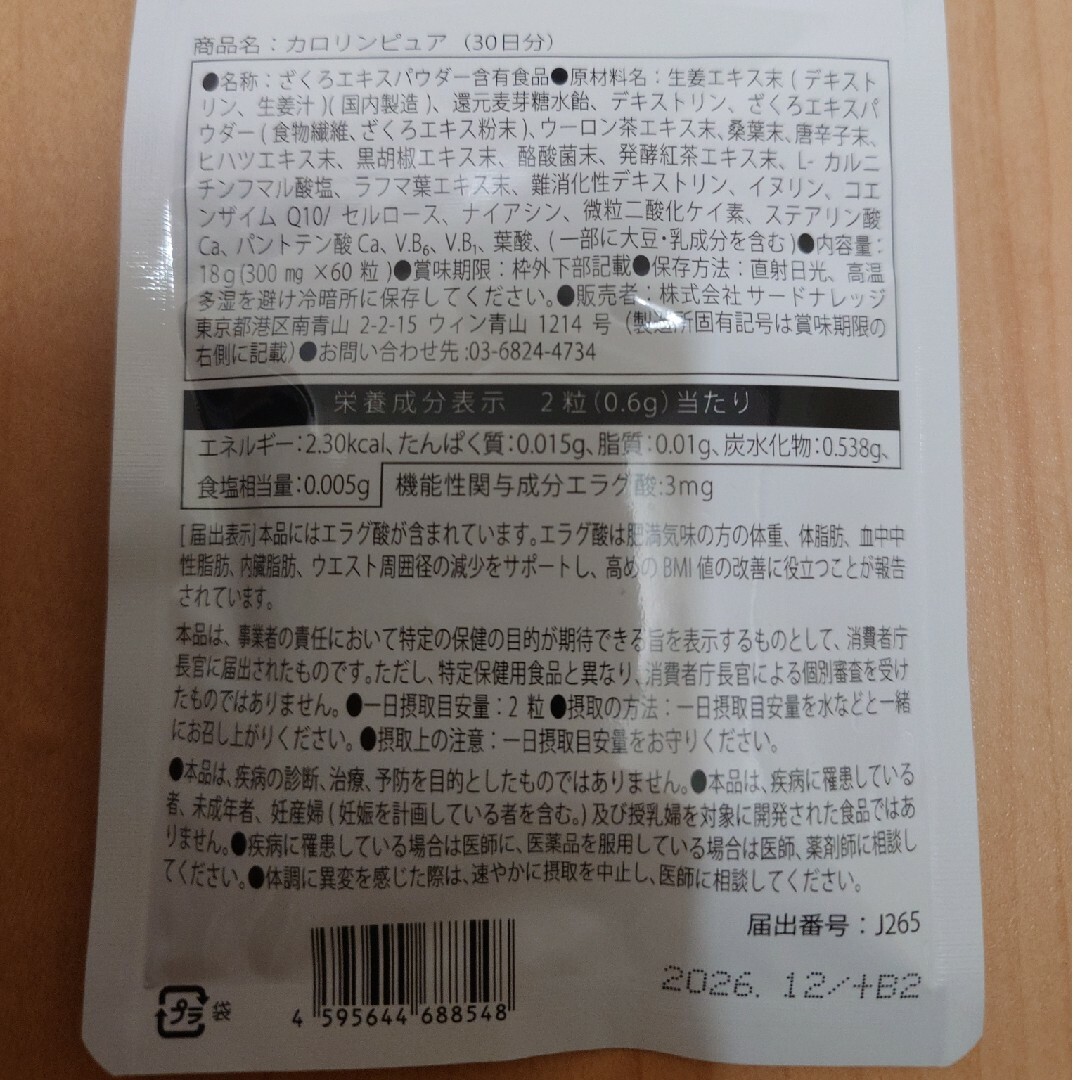 商品名：カロリンピュア（30日分）
●名称：ざくろエキスパウダー含有食品●原材料名：生姜エキス末(デキスト
リン、生姜汁)(国内製造)、還元麦芽糖水飴、デキストリン、ざくろエキスパ
ウダー(食物繊維、ざくろエキス粉末)、ウーロン茶エキス末、桑葉末、唐辛子末、
ヒハツエキス末、黒胡椒エキス末、酪酸菌末、発酵紅茶エキス末、L-カルニ
チンフマル酸塩、ラフマ葉エキス末、難消化性デキストリン、イヌリン、コエ
ンザイムQ10/セルロース、ナイアシン、微粒二酸化ケイ素、ステアリン酸
Ca、パントテン酸Ca、V.B₆、V.B₁、葉酸、(一部に大豆・乳成分を含む)●内容量：
18g(300㎎×60粒)●賞味期限：枠外下部記載●保存方法：直射日光、高温
多湿を避け冷暗所に保存してください。●販売者：株式会社サードナレッジ
東京都港区南青山2-2-15 ウィン青山1214号（製造所固有記号は賞味期限の
右側に記載）●お問い合わせ先:03-6824-4734
栄養成分表示 2粒(0.6g)当たり
エネルギー：2.30kcal、たんぱく質：0.015g、脂質：0.01g、炭水化物：0.538g、
食塩相当量：0.005g 機能性関与成分エラグ酸:3mg
[届出表示]本品にはエラグ酸が含まれています。エラグ酸は肥満気味の方の体重、体脂肪、血中中
性脂肪、内臓脂肪、ウエスト周囲径の減少をサポートし、高めのBMI値の改善に役立つことが報告
されています。
本品は、事業者の責任において特定の保健の目的が期待できる旨を表示するものとして、消費者庁
長官に届出されたものです。ただし、特定保健用食品と異なり、消費者庁長官による個別審査を受け
たものではありません。●一日摂取目安量：2粒●摂取の方法：一日摂取目安量を水などと一緒
にお召し上がりください。●摂取上の注意：一日摂取目安量をお守りください。
●本品は、疾病の診断、治療、予防を目的としたものではありません。●本品は、疾病に罹患している
者、未成年者、妊産婦(妊娠を計画している者を含む。)及び授乳婦を対象に開発された食品ではあ
りません。●疾病に罹患している場合は医師に、医薬品を服用している場合は医師、薬剤師に相談し
てください。●体調に異変を感じた際は、速やかに摂取を中止し、医師に相談してください。
届出番号：J265
2026. 12/+B2
プラ 袋
4 595644 688548